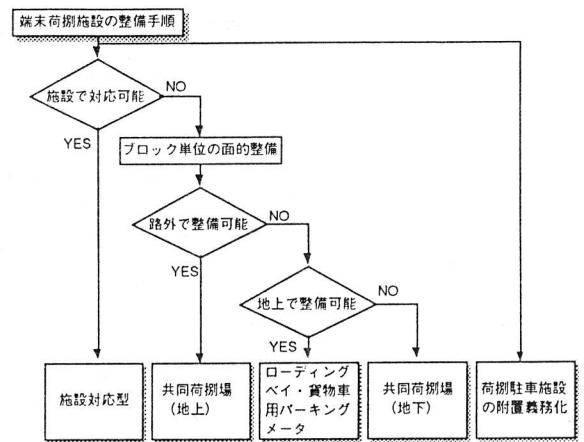 端末荷捌施設の整備手順
施設で対応可能
NO
YES
ブロック単位の面的整備
路外で整備可能
NO
YES
地上で整備可能
NO
YES
施設対応型
共同荷捌場
(地上)
ローディング
ベイ・貨物車
用パーキング
メータ
共同荷捌場
(地下)
荷捌駐車施設
の附置義務化